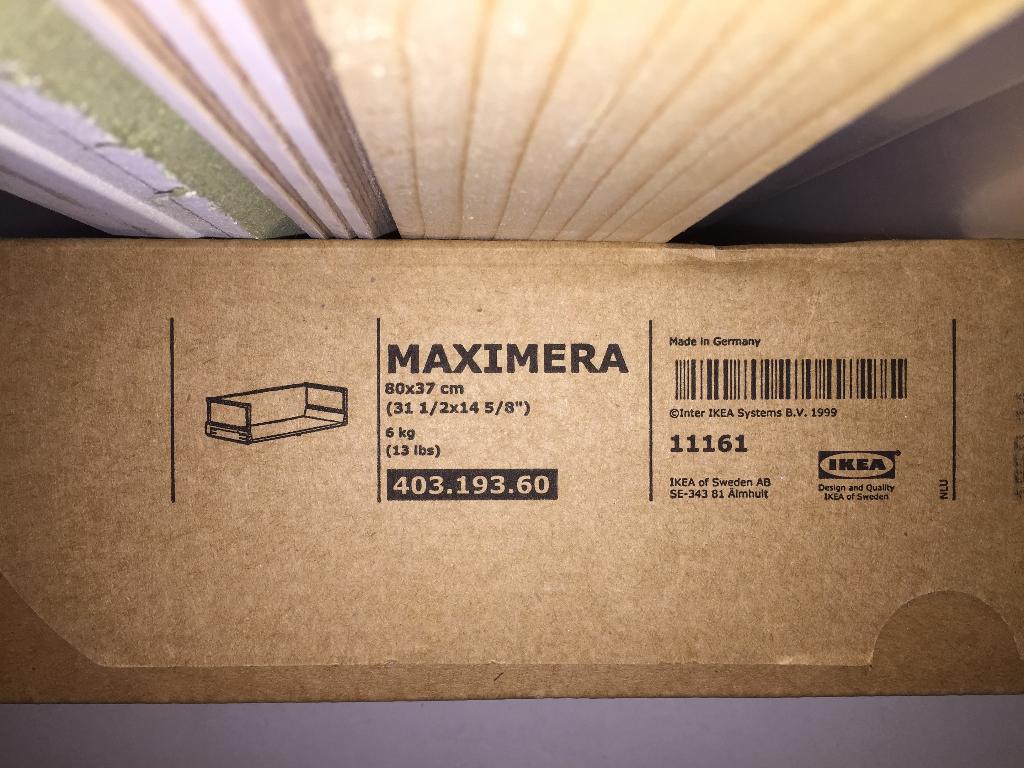 MAXIMERA
80x37 cm
(31 1/2x14 5/8")
6 kg
(13 lbs)
403.193.60
Made in Germany
©Inter IKEA Systems B.V. 1999
11161
IKEA of Sweden AB
SE-343 81 Älmhult
IKEA®
Design and Quality
IKEA of Sweden
NLU